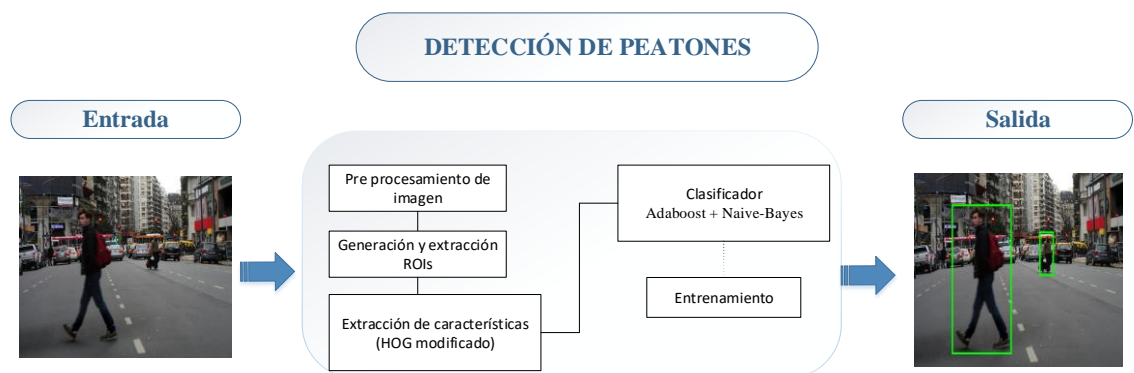 DETECCIÓN DE PEATONES
Entrada
Salida
Pre procesamiento de
imagen
Generación y extracción
ROIs
Extracción de características
(HOG modificado)
Clasificador
Adaboost + Naive-Bayes
Entrenamiento